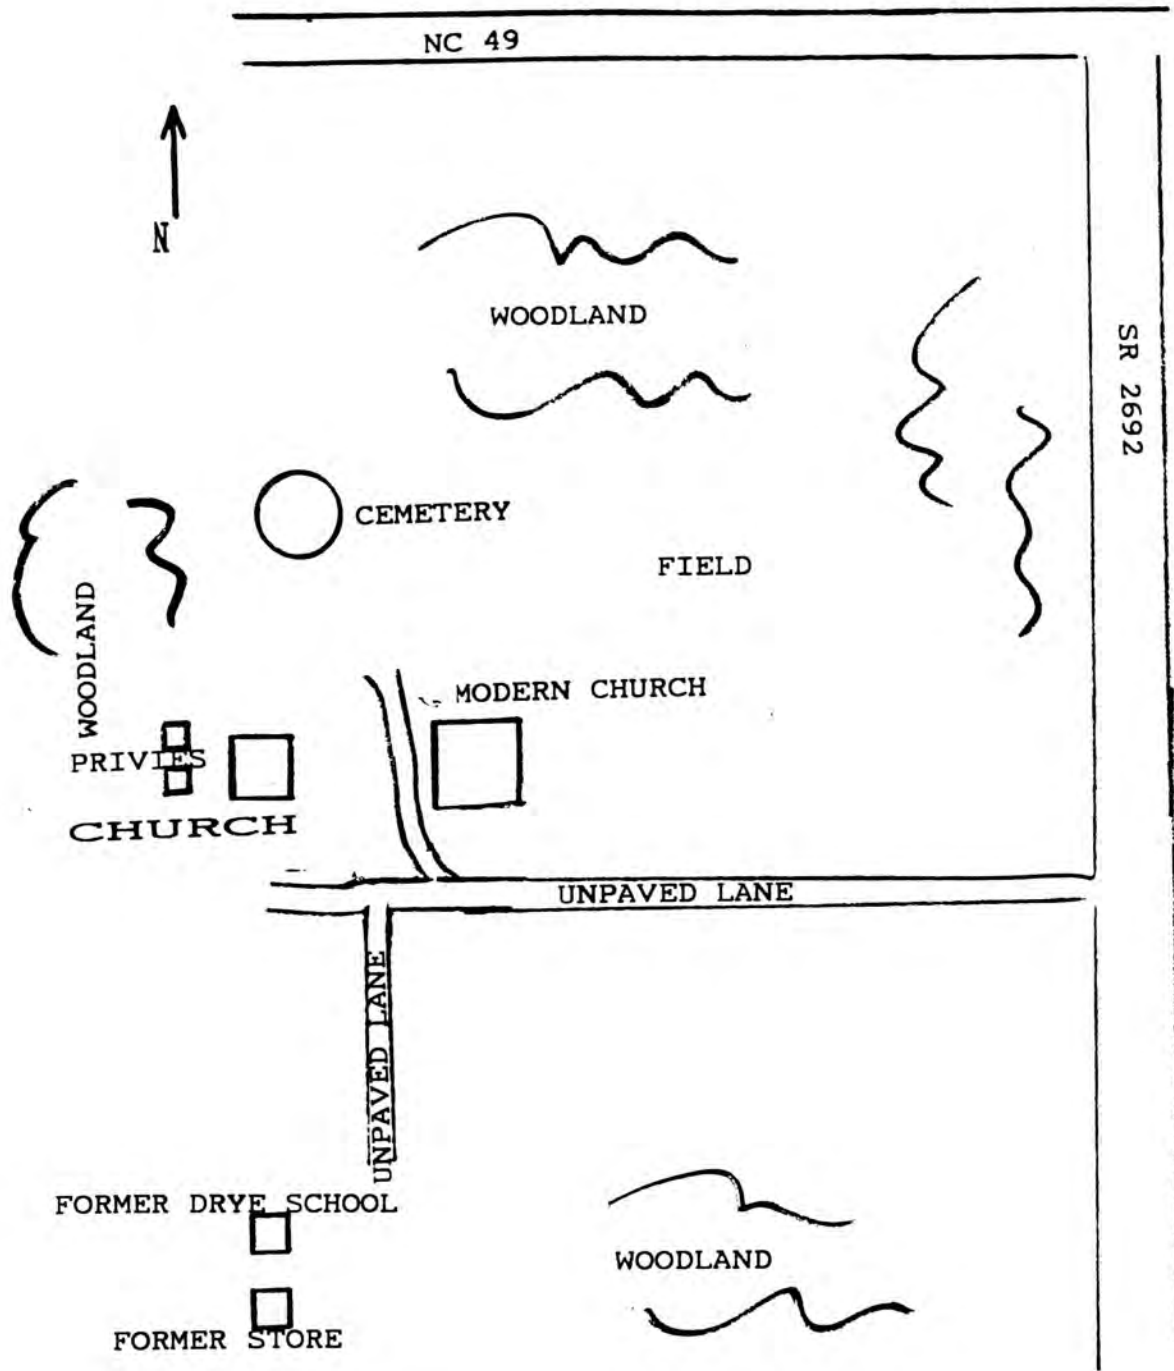 NC 49
N
WOODLAND
SR 2692
CEMETERY
FIELD
WOODLAND
MODERN CHURCH
PRIVIES
CHURCH
UNPAVED LANE
UNPAVED LANE
FORMER DRYE SCHOOL
WOODLAND
FORMER STORE